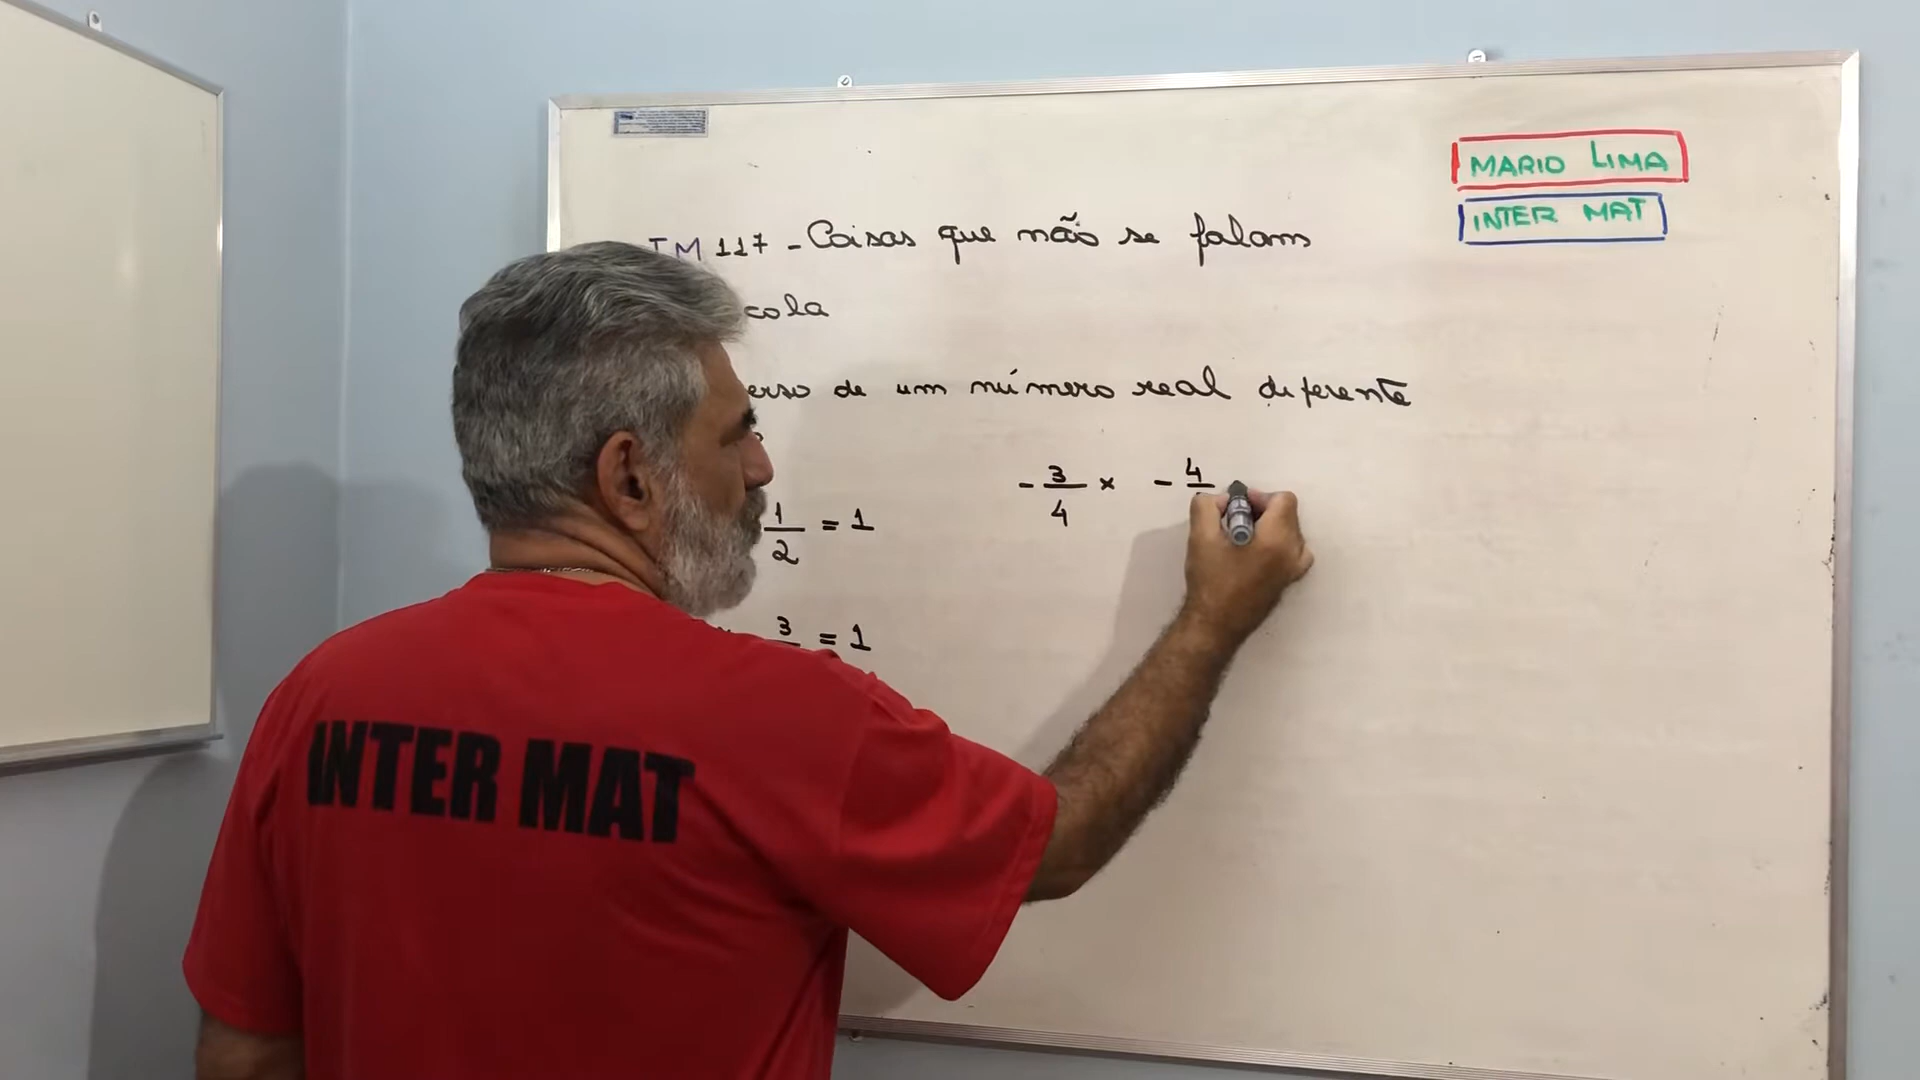 MARIO LIMA
INTER MAT
IM 117 - Coisas que não se falam
cola
erso de um número real diferente
- 3/4 × - 4/
1/2 = 1
3 = 1
INTER MAT